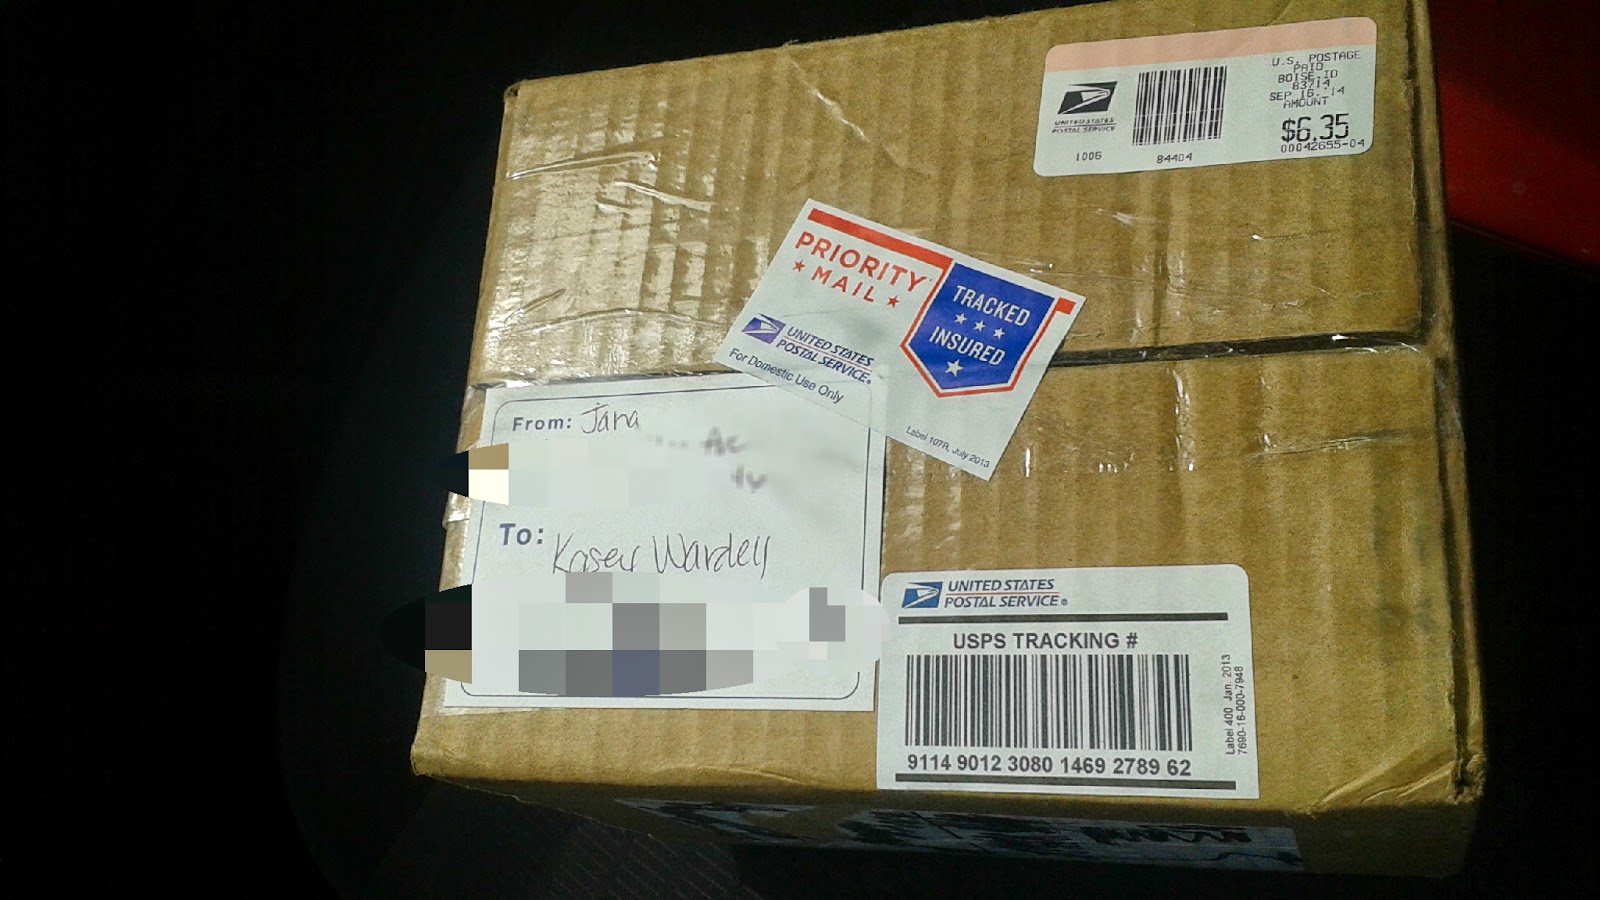 U.S. POSTAGE
PAID
BOISE, ID
83714
SEP 16, '14
AMOUNT
$6.35
00042655-04
UNITED STATES
POSTAL SERVICE
1006
84404
PRIORITY
★ MAIL ★
TRACKED
★ ★ ★
INSURED
★
UNITED STATES
POSTAL SERVICE®
For Domestic Use Only
Label 107R, July 2013
From: Jana
To: Kasey Wardell
UNITED STATES
POSTAL SERVICE®
USPS TRACKING #
9114 9012 3080 1469 2789 62
Label 400 Jan. 2013
7690-16-000-7948